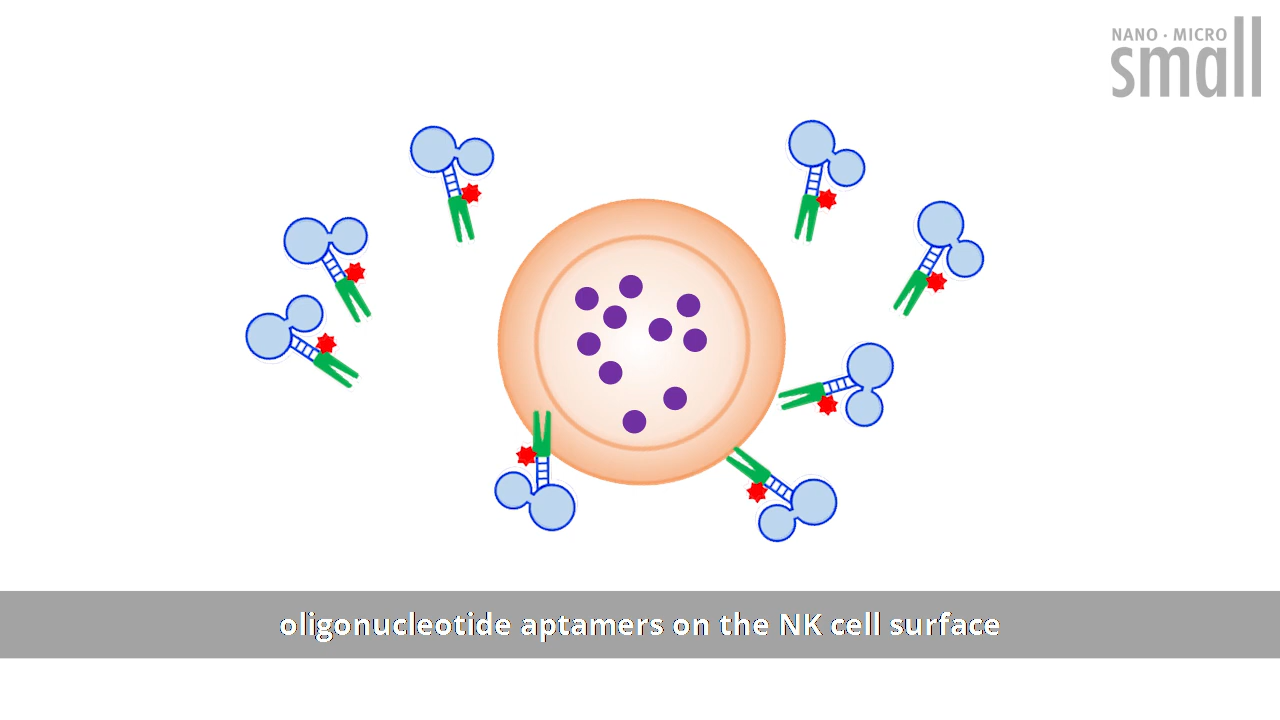 NANO · MICRO
small
oligonucleotide aptamers on the NK cell surface